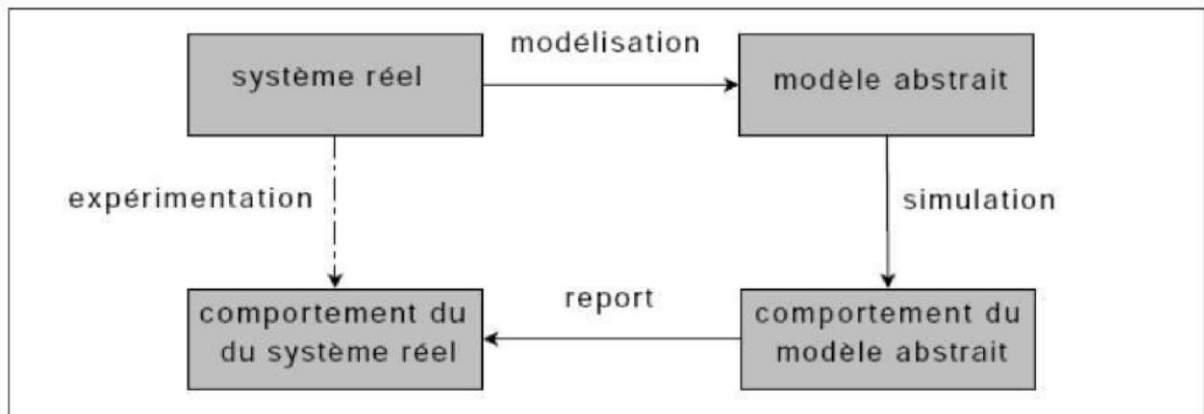 modélisation
système réel
modèle abstrait
expérimentation
simulation
report
comportement du
du système réel
comportement du
modèle abstrait